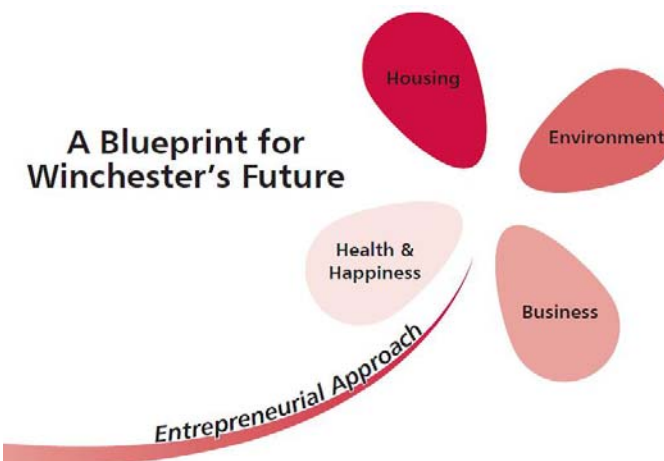 A Blueprint for
Winchester’s Future
Housing
Environment
Health &
Happiness
Business
Entrepreneurial Approach